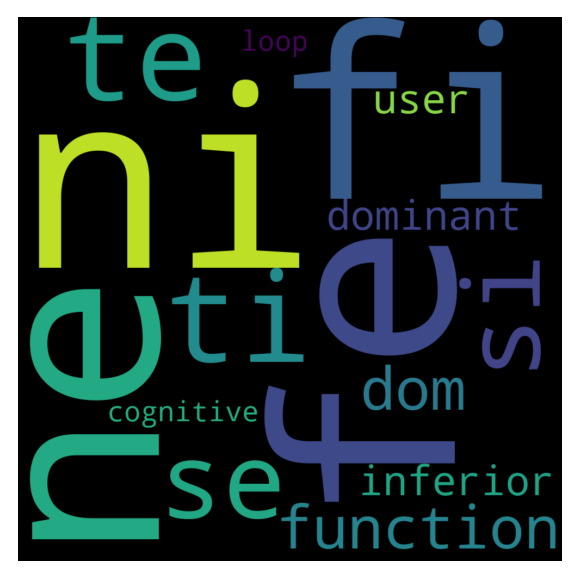 te
loop
fi
user
ni
dominant
ne
ti
fe
si
dom
cognitive
se
inferior
function